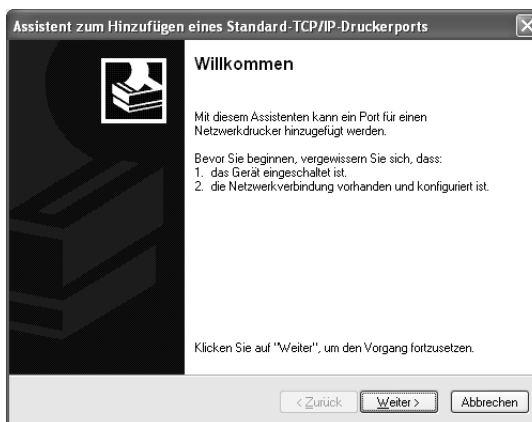 Assistent zum Hinzufügen eines Standard-TCP/IP-Druckerports
Willkommen
Mit diesem Assistenten kann ein Port für einen
Netzwerkdrucker hinzugefügt werden.
Bevor Sie beginnen, vergewissern Sie sich, dass:
1. das Gerät eingeschaltet ist.
2. die Netzwerkverbindung vorhanden und konfiguriert ist.
Klicken Sie auf "Weiter", um den Vorgang fortzusetzen.
< Zurück Weiter > Abbrechen